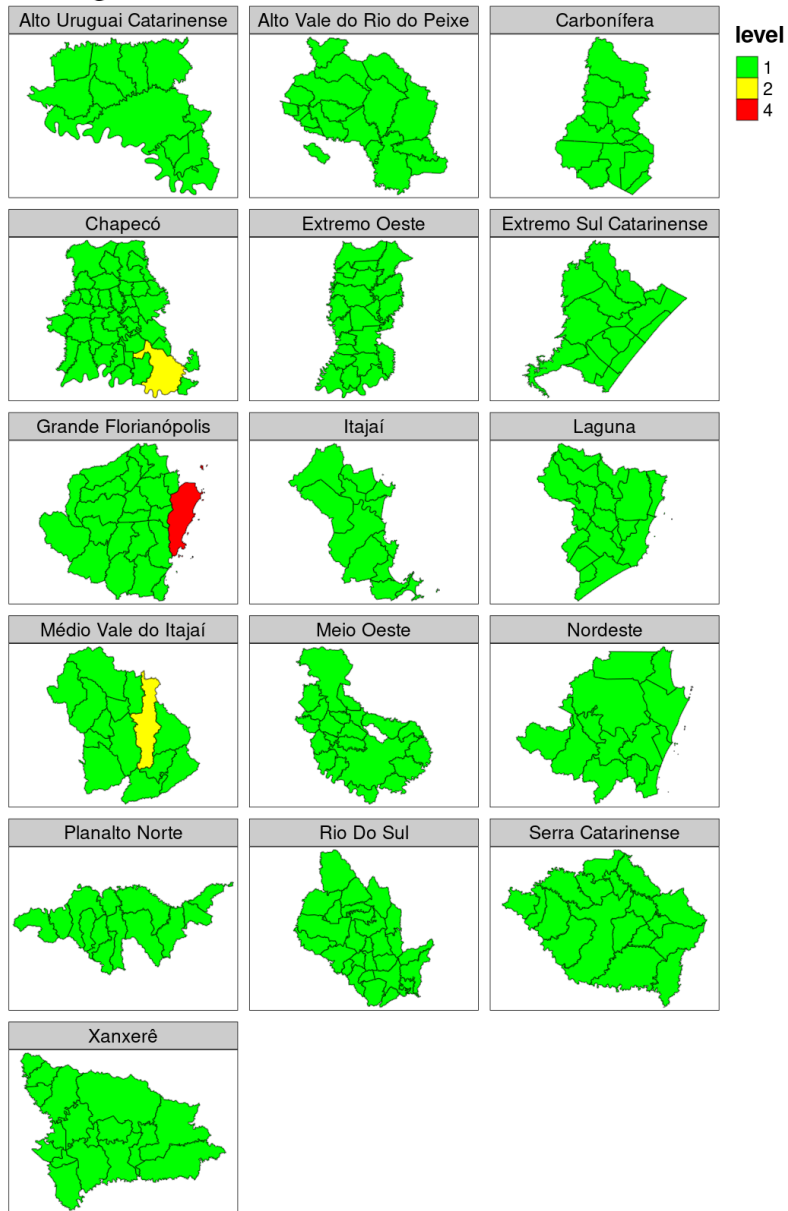 Alto Uruguai Catarinense
Alto Vale do Rio do Peixe
Carbonífera
level
1
2
4
Chapecó
Extremo Oeste
Extremo Sul Catarinense
Grande Florianópolis
Itajaí
Laguna
Médio Vale do Itajaí
Meio Oeste
Nordeste
Planalto Norte
Rio Do Sul
Serra Catarinense
Xanxerê